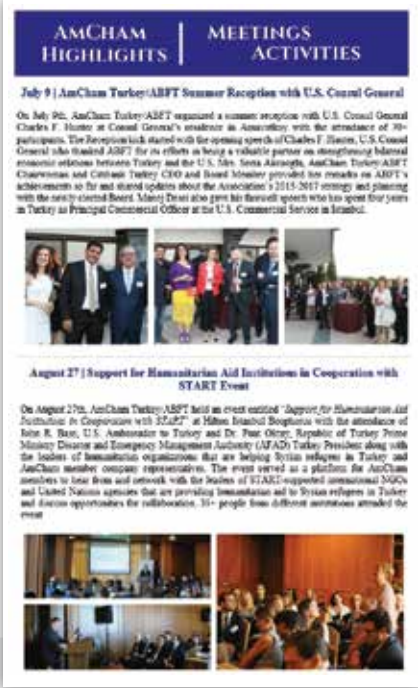 AMCHAM HIGHLIGHTS | MEETINGS ACTIVITIES
July 9 | AmCham Turkey/ABFT Summer Reception with U.S. Consul General
On July 9th, AmCham Turkey/ABFT organized a summer reception with U.S. Consul General
Charles F. Hunter at Consul General's residence in Arnavutköy with the attendance of
participants. The Reception kick started with the opening speech of Charles F. Hunter, U.S. Consul
General who thanked ABFT for its efforts in being a valuable partner on strengthening bilateral
economic relations between Turkey and the U.S. Mrs. Serra Akçaoğlu, AmCham Turkey/ABFT
Chairwoman and Citibank Turkey CEO and Board Member provided her remarks on ABFT's
achievements so far and shared updates about the Association's 2015-2017 strategy and planning
with the newly elected Board. Manoj Desai also gave his farewell speech who has spent four years
in Turkey as Principal Commercial Officer at the U.S. Commercial Service in Istanbul.
August 27 | Support for Humanitarian Aid Institutions in Cooperation with
START Event
On August 27th, AmCham Turkey/ABFT held an event entitled "Support for Humanitarian Aid
Institutions in Cooperation with START" at Hilton Istanbul Bosphorus with the attendance of
John R. Bass, U.S. Ambassador to Turkey and Dr. Fuat Oktay, Republic of Turkey Prime
Ministry Disaster and Emergency Management Authority (AFAD) Turkey President along with
the leaders of humanitarian organizations that are helping Syrian refugees in Turkey and
AmCham member company representatives. The event served as a platform for AmCham
members to hear from and network with the leaders of START-supported international NGOs
and United Nations agencies that are providing humanitarian aid to Syrian refugees in Turkey
and discuss opportunities for collaboration. people from different institutions attended the
event